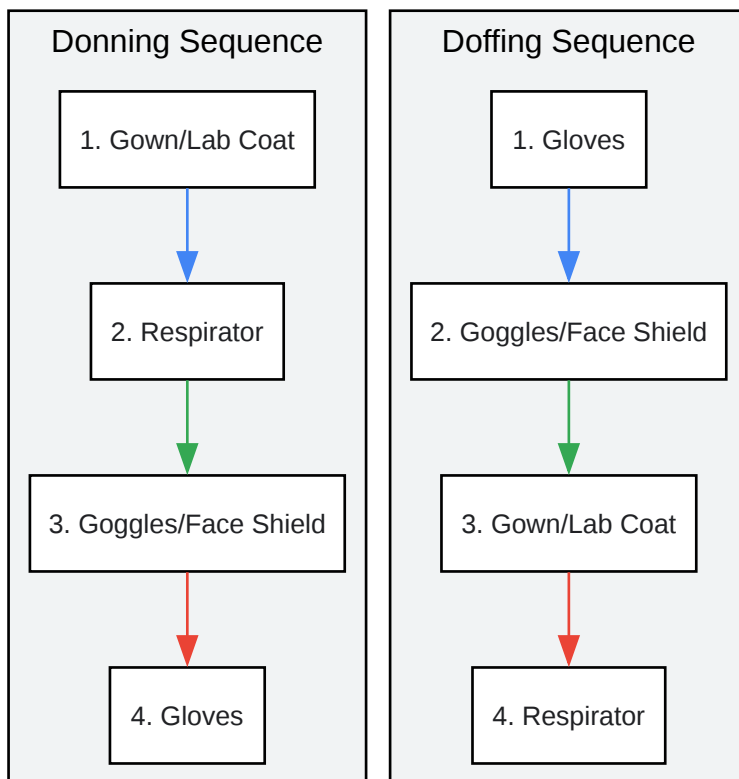 Donning Sequence
1. Gown/Lab Coat
2. Respirator
3. Goggles/Face Shield
4. Gloves
Doffing Sequence
1. Gloves
2. Goggles/Face Shield
3. Gown/Lab Coat
4. Respirator